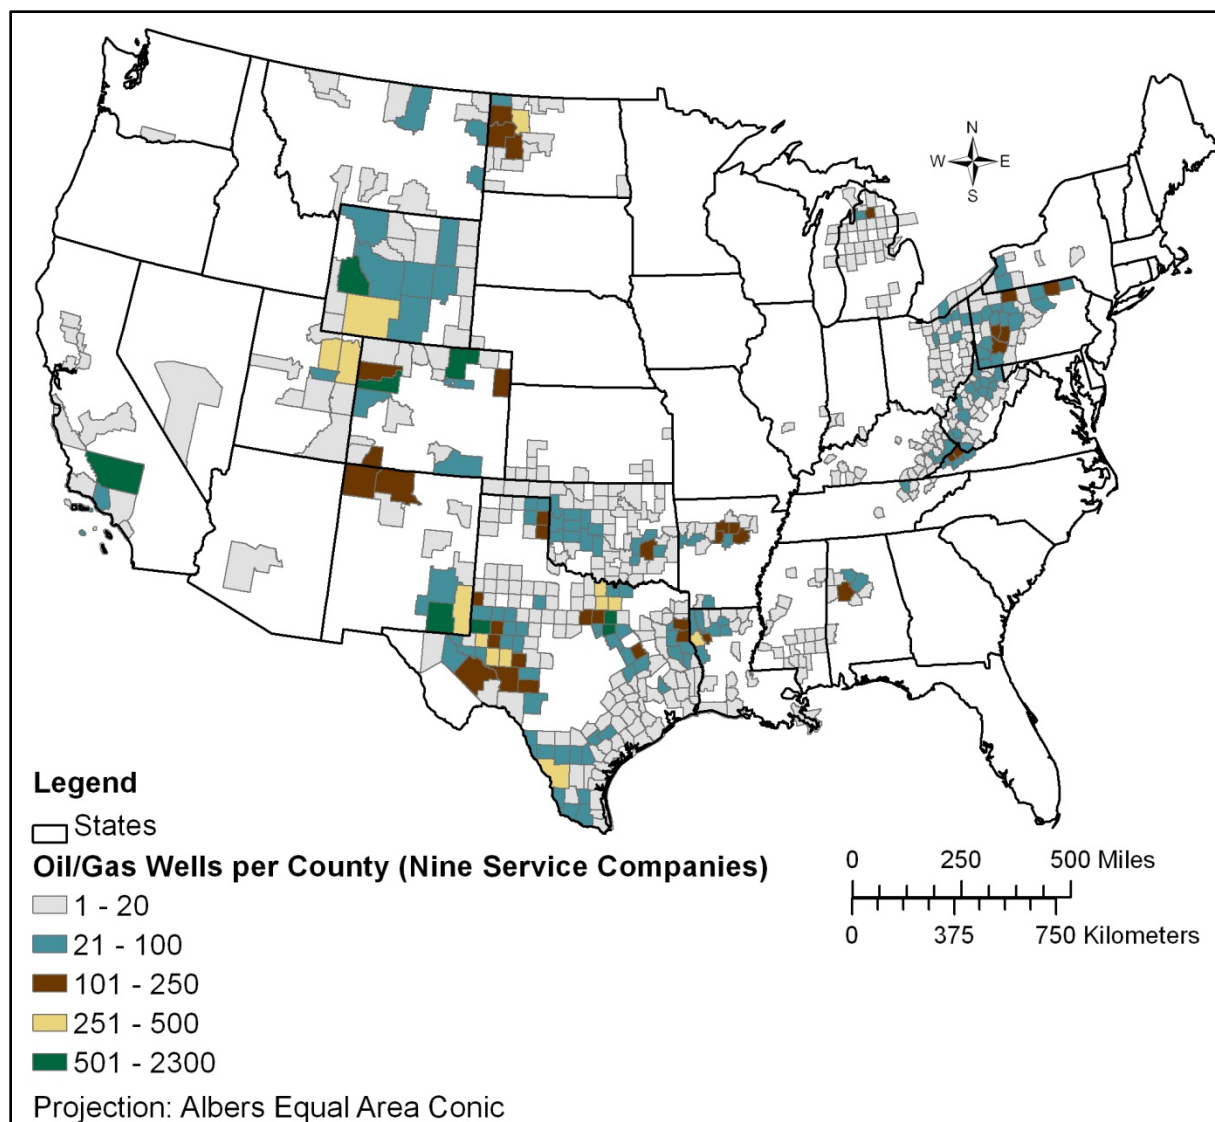 N
W E
S
Legend
States
Oil/Gas Wells per County (Nine Service Companies)
1 - 20
21 - 100
101 - 250
251 - 500
501 - 2300
Projection: Albers Equal Area Conic
0 250 500 Miles
0 375 750 Kilometers